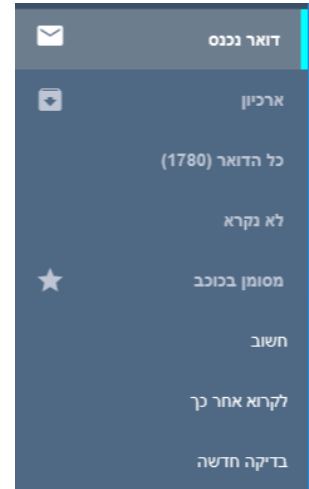 דואר נכנס
ארכיון
כל הדואר (1780)
לא נקרא
מסומן בכוכב
חשוב
לקרוא אחר כך
בדיקה חדשה